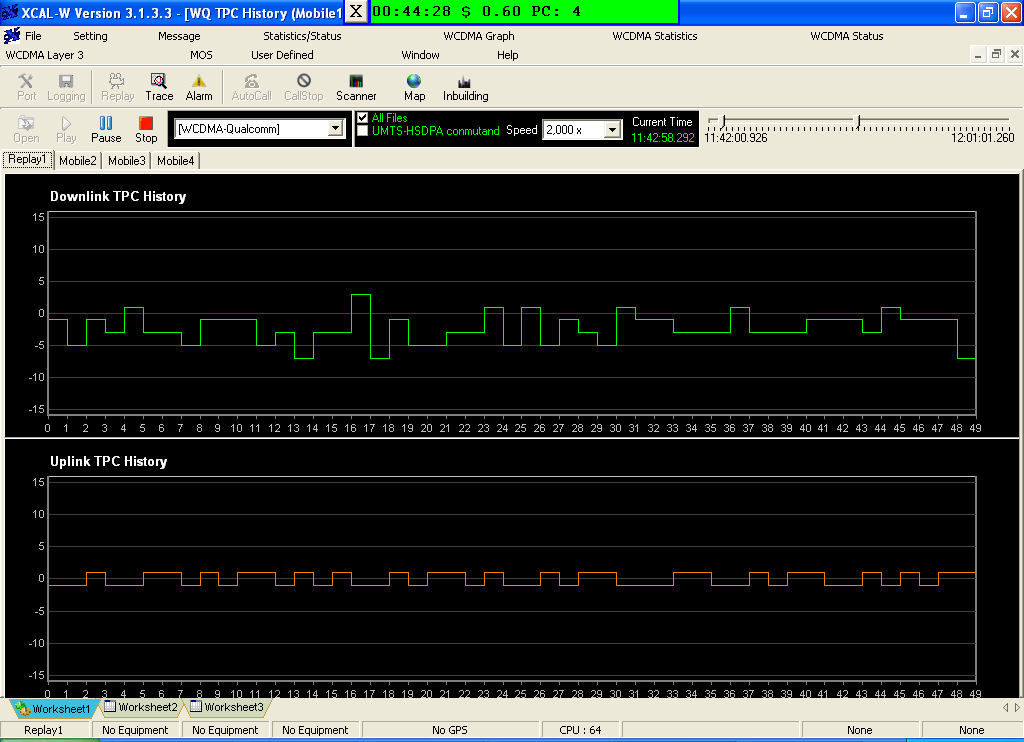 XCAL-W Version 3.1.3.3 - [WQ TPC History (Mobile1 X 00:44:28 $ 0.60 PC: 4
File Setting Message Statistics/Status WCDMA Graph WCDMA Statistics WCDMA Status
WCDMA Layer 3 MOS User Defined Window Help
Port Logging Replay Trace Alarm AutoCall CallStop Scanner Map Inbuilding
Open Play Pause Stop [WCDMA-Qualcomm] All Files
UMTS-HSDPA conmutand Speed 2,000 x Current Time
11:42:58.292 11:42:00.926 12:01:01.260
Replay1 Mobile2 Mobile3 Mobile4
Downlink TPC History
15
10
5
0
-5
-10
-15
0 1 2 3 4 5 6 7 8 9 10 11 12 13 14 15 16 17 18 19 20 21 22 23 24 25 26 27 28 29 30 31 32 33 34 35 36 37 38 39 40 41 42 43 44 45 46 47 48 49
Uplink TPC History
15
10
5
0
-5
-10
-15
0 1 2 3 4 5 6 7 8 9 10 11 12 13 14 15 16 17 18 19 20 21 22 23 24 25 26 27 28 29 30 31 32 33 34 35 36 37 38 39 40 41 42 43 44 45 46 47 48 49
Worksheet1 Worksheet2 Worksheet3
Replay1 No Equipment No Equipment No Equipment No GPS CPU : 64 None None